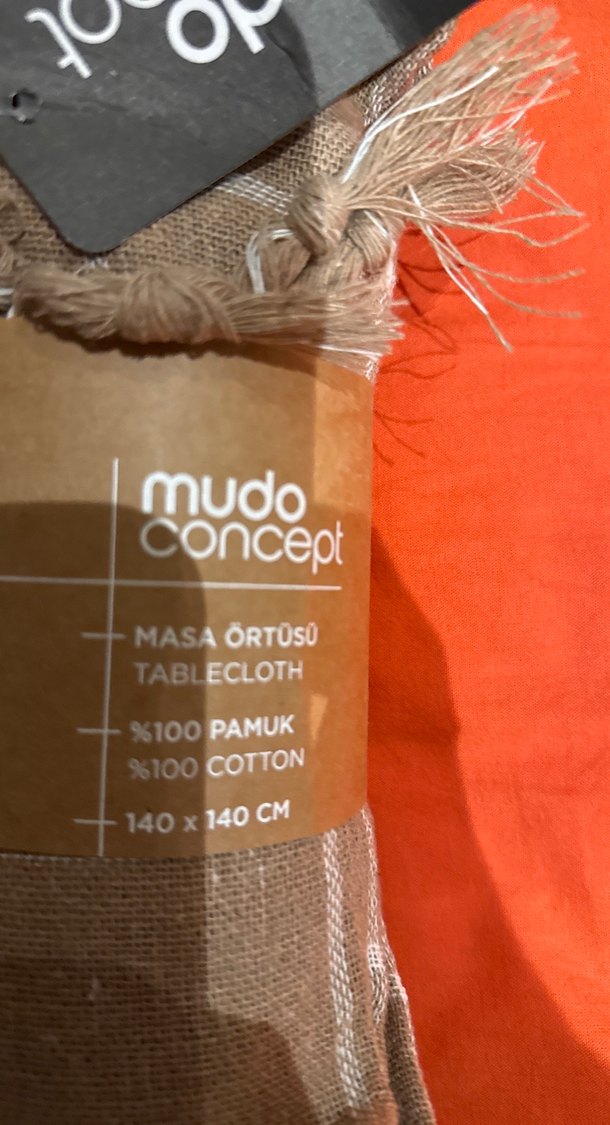 mudo
concept
MASA ÖRTÜSÜ
TABLECLOTH
%100 PAMUK
%100 COTTON
140 x 140 CM